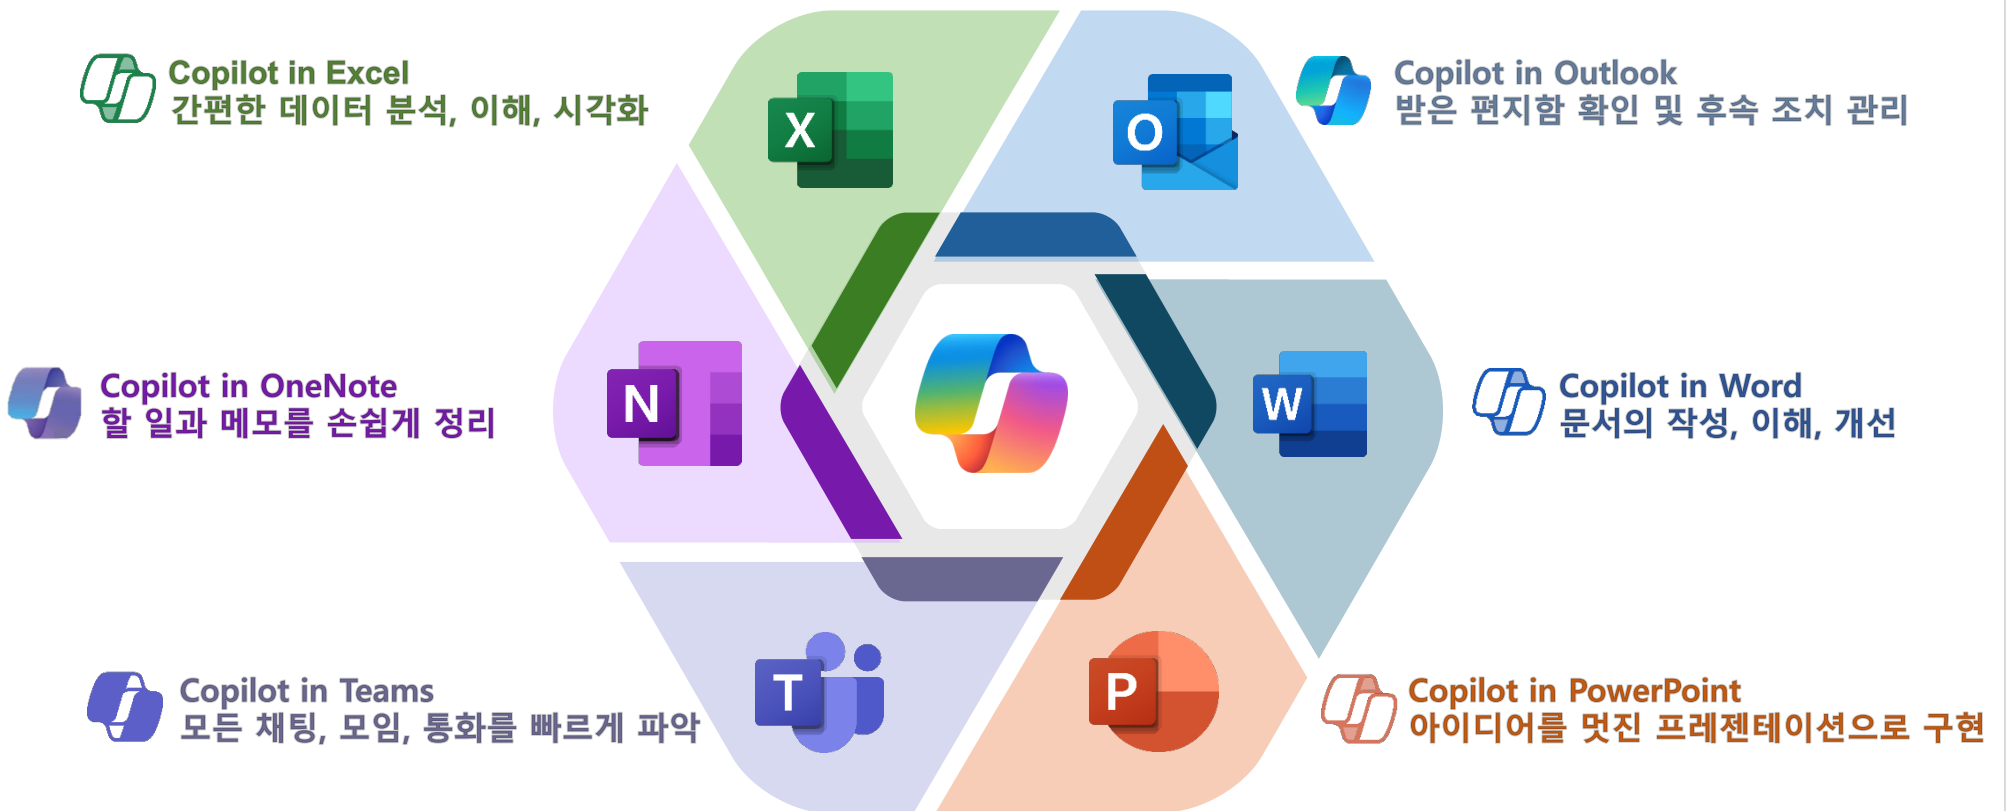 Copilot in Excel
간편한 데이터 분석, 이해, 시각화
X
O
Copilot in Outlook
받은 편지함 확인 및 후속 조치 관리
Copilot in OneNote
할 일과 메모를 손쉽게 정리
N
W
Copilot in Word
문서의 작성, 이해, 개선
Copilot in Teams
모든 채팅, 모임, 통화를 빠르게 파악
T
P
Copilot in PowerPoint
아이디어를 멋진 프레젠테이션으로 구현